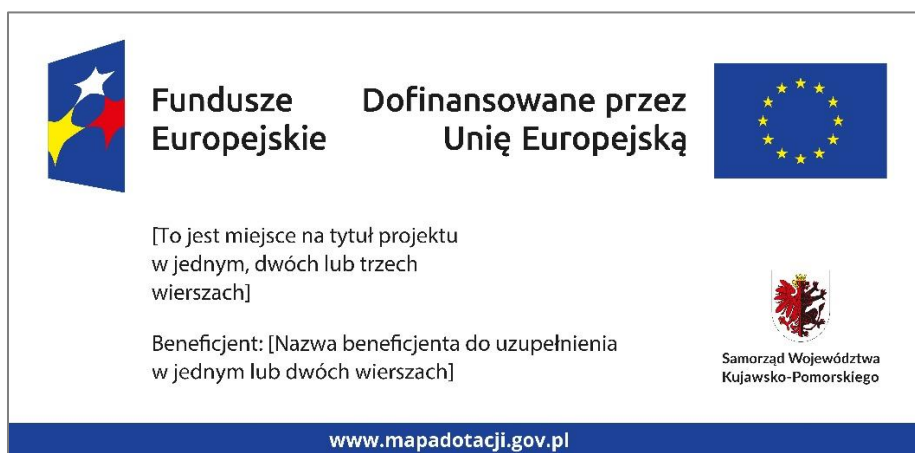 Fundusze
Europejskie
Dofinansowane przez
Unię Europejską
[To jest miejsce na tytuł projektu
w jednym, dwóch lub trzech
wierszach]
Beneficjent: [Nazwa beneficjenta do uzupełnienia
w jednym lub dwóch wierszach]
Samorząd Województwa
Kujawsko-Pomorskiego
www.mapadotacji.gov.pl